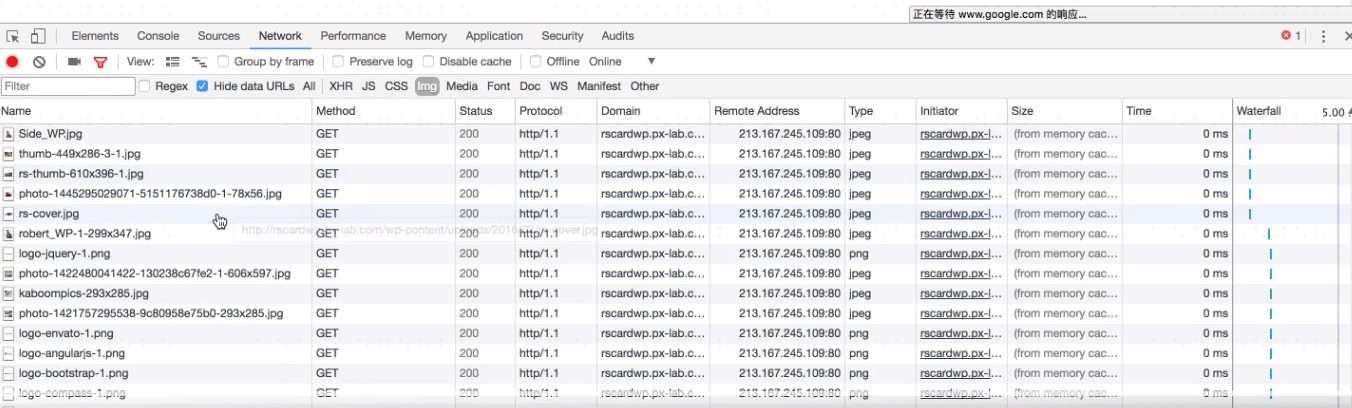 正在等待 www.google.com 的响应...
Elements Console Sources Network Performance Memory Application Security Audits 1
View: Group by frame Preserve log Disable cache Offline Online
Filter Regex Hide data URLs All XHR JS CSS Img Media Font Doc WS Manifest Other
Name Method Status Protocol Domain Remote Address Type Initiator Size Time Waterfall 5.00
Side_WP.jpg GET 200 http/1.1 rscardwp.px-lab.c... 213.167.245.109:80 jpeg rscardwp.px-l... (from memory cac... 0 ms
thumb-449x286-3-1.jpg GET 200 http/1.1 rscardwp.px-lab.c... 213.167.245.109:80 jpeg rscardwp.px-l... (from memory cac... 0 ms
rs-thumb-610x396-1.jpg GET 200 http/1.1 rscardwp.px-lab.c... 213.167.245.109:80 jpeg rscardwp.px-l... (from memory cac... 0 ms
photo-1445295029071-5151176738d0-1-78x56.jpg GET 200 http/1.1 rscardwp.px-lab.c... 213.167.245.109:80 jpeg rscardwp.px-l... (from memory cac... 0 ms
rs-cover.jpg GET 200 http/1.1 rscardwp.px-lab.c... 213.167.245.109:80 jpeg rscardwp.px-l... (from memory cac... 0 ms
robert_WP-1-299x347.jpg GET 200 http/1.1 rscardwp.px-lab.c... 213.167.245.109:80 jpeg rscardwp.px-l... (from memory cac... 0 ms
logo-jquery-1.png GET 200 http/1.1 rscardwp.px-lab.c... 213.167.245.109:80 png rscardwp.px-l... (from memory cac... 0 ms
photo-1422480041422-130238c67fe2-1-606x597.jpg GET 200 http/1.1 rscardwp.px-lab.c... 213.167.245.109:80 jpeg rscardwp.px-l... (from memory cac... 0 ms
kaboompics-293x285.jpg GET 200 http/1.1 rscardwp.px-lab.c... 213.167.245.109:80 jpeg rscardwp.px-l... (from memory cac... 0 ms
photo-1421757295538-9c80958e75b0-293x285.jpg GET 200 http/1.1 rscardwp.px-lab.c... 213.167.245.109:80 jpeg rscardwp.px-l... (from memory cac... 0 ms
logo-envato-1.png GET 200 http/1.1 rscardwp.px-lab.c... 213.167.245.109:80 png rscardwp.px-l... (from memory cac... 0 ms
logo-angularjs-1.png GET 200 http/1.1 rscardwp.px-lab.c... 213.167.245.109:80 png rscardwp.px-l... (from memory cac... 0 ms
logo-bootstrap-1.png GET 200 http/1.1 rscardwp.px-lab.c... 213.167.245.109:80 png rscardwp.px-l... (from memory cac... 0 ms
logo-compass-1.png GET 200 http/1.1 rscardwp.px-lab.c... 213.167.245.109:80 png rscardwp.px-l... (from memory cac... 0 ms